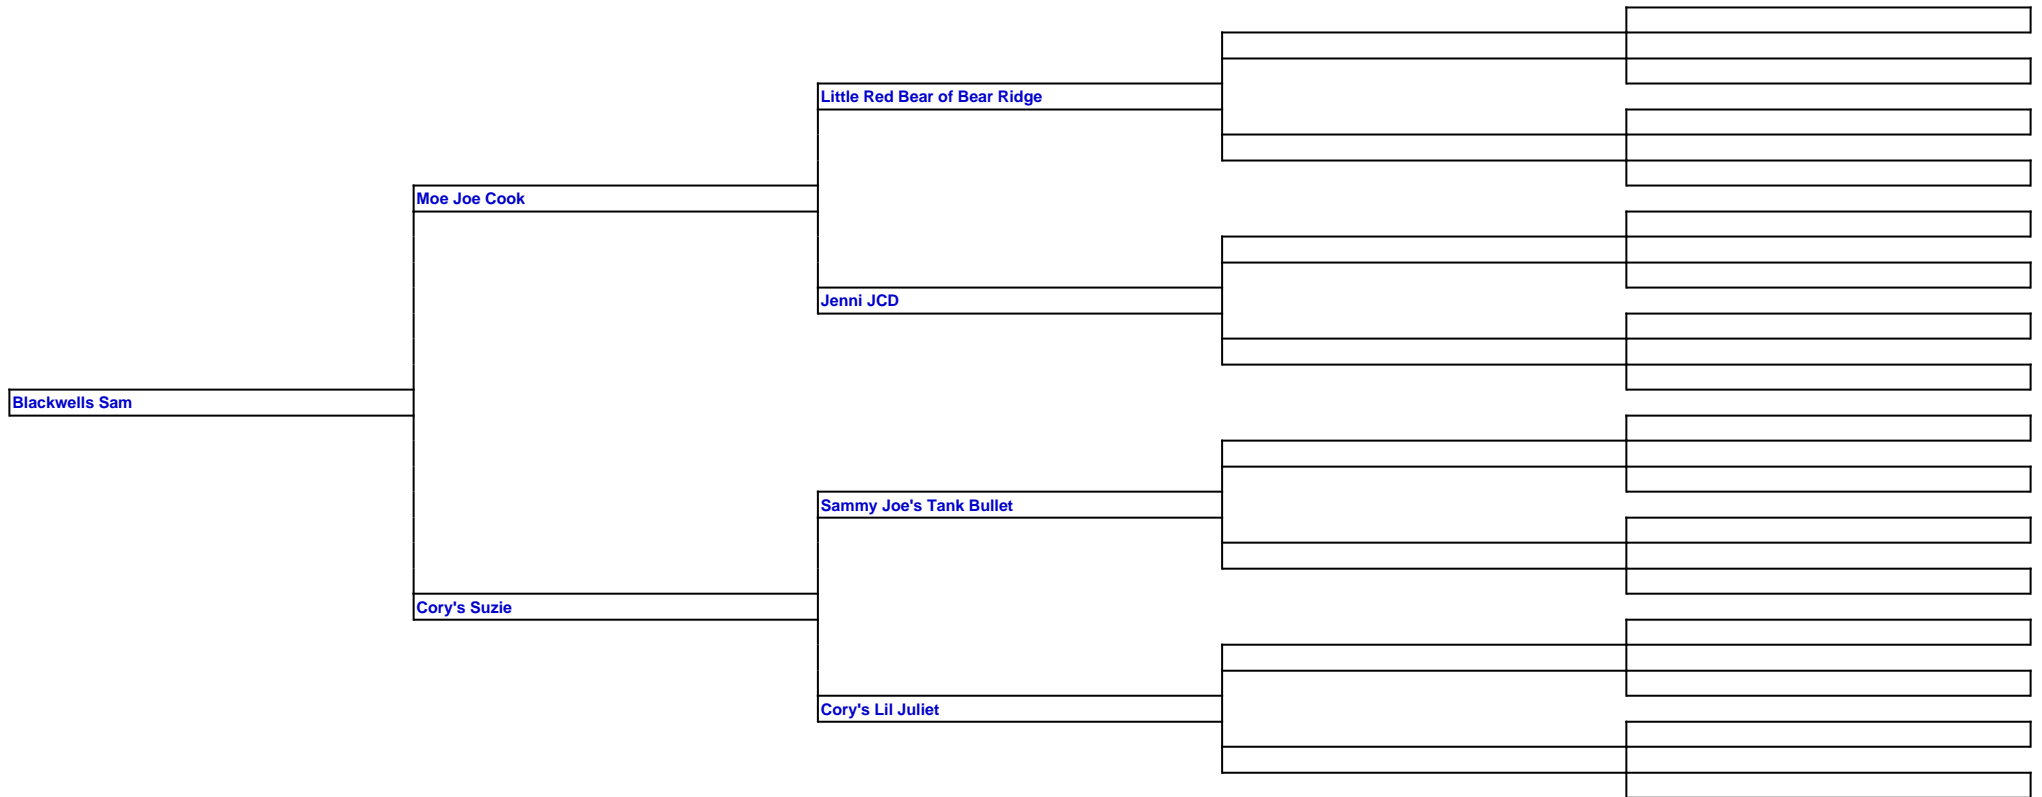 Little Red Bear of Bear Ridge
Moe Joe Cook
Jenni JCD
Blackwells Sam
Sammy Joe's Tank Bullet
Cory's Suzie
Cory's Lil Juliet